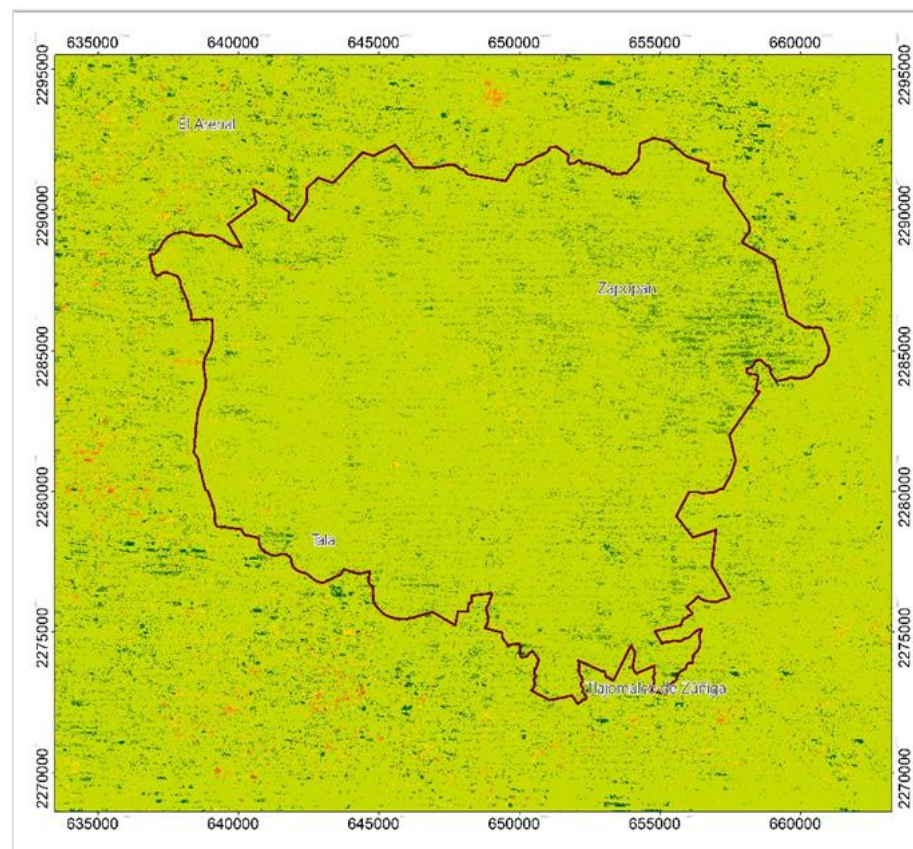 635000 640000 645000 650000 655000 660000
2295000 2295000
El Arenal
2290000 2290000
Zapopan
2285000 2285000
2280000 2280000
Tala
2275000 2275000
Tlajomulco de Zúñiga
2270000 2270000
635000 640000 645000 650000 655000 660000